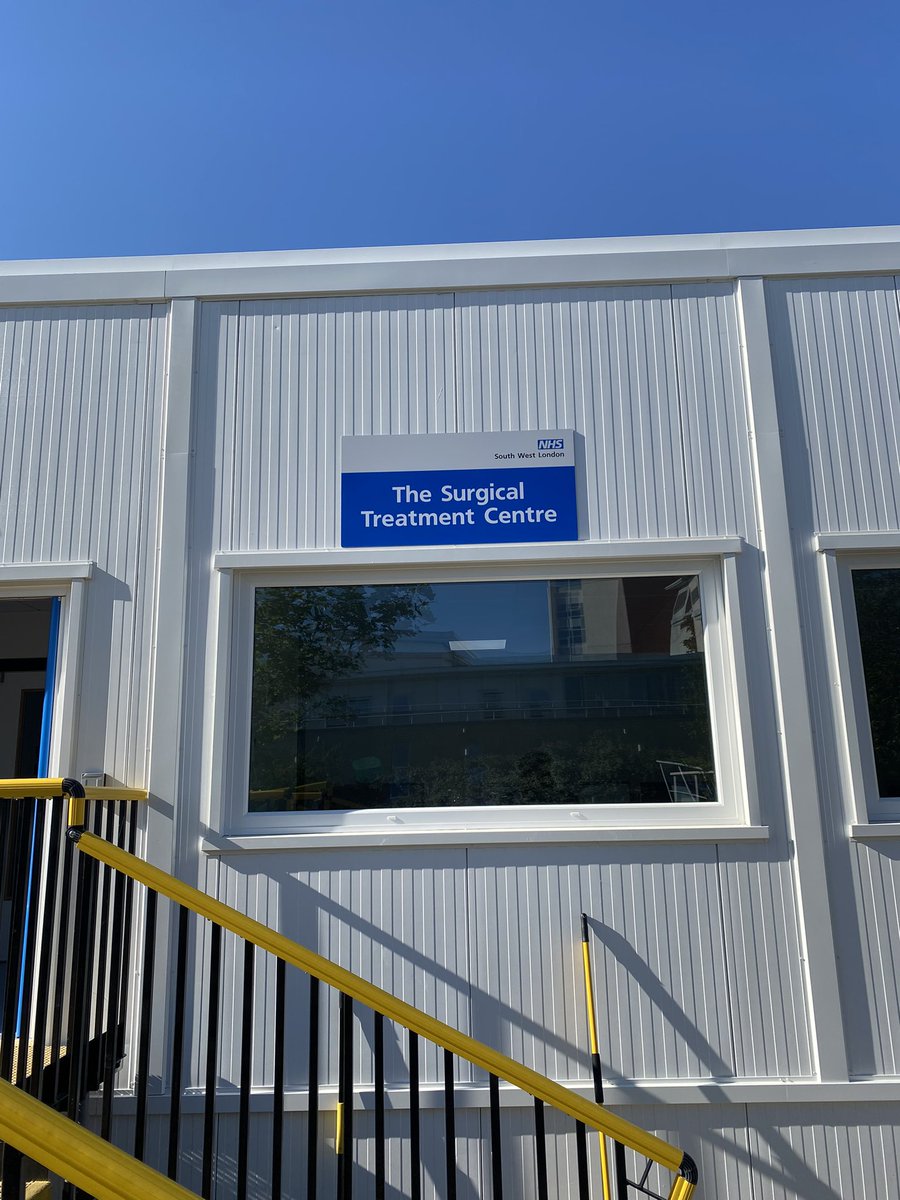 NHS
South West London
The Surgical
Treatment Centre